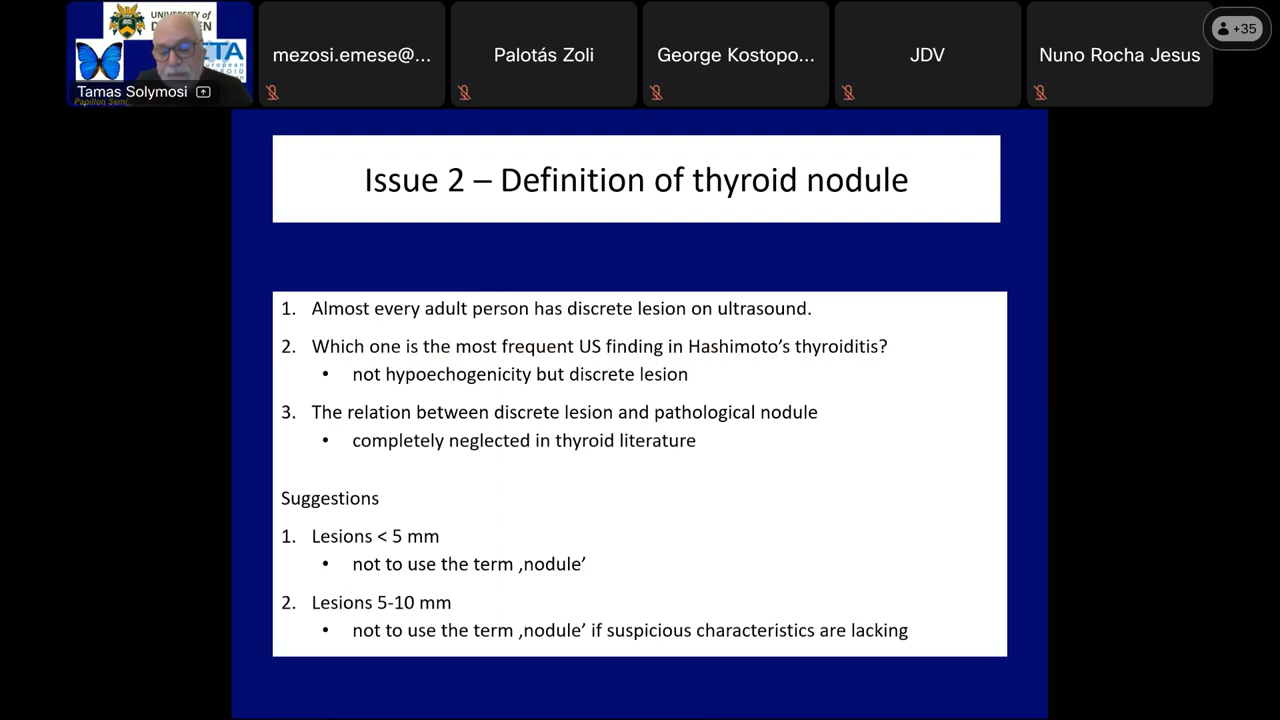 UNIVERSITY of
Tamas Solymosi
mezosi.emese@...
Palotás Zoli
George Kostopo...
JDV
Nuno Rocha Jesus
+35
Issue 2 – Definition of thyroid nodule
1. Almost every adult person has discrete lesion on ultrasound.
2. Which one is the most frequent US finding in Hashimoto’s thyroiditis?
• not hypoechogenicity but discrete lesion
3. The relation between discrete lesion and pathological nodule
• completely neglected in thyroid literature
Suggestions
1. Lesions < 5 mm
• not to use the term ‚nodule’
2. Lesions 5-10 mm
• not to use the term ‚nodule’ if suspicious characteristics are lacking